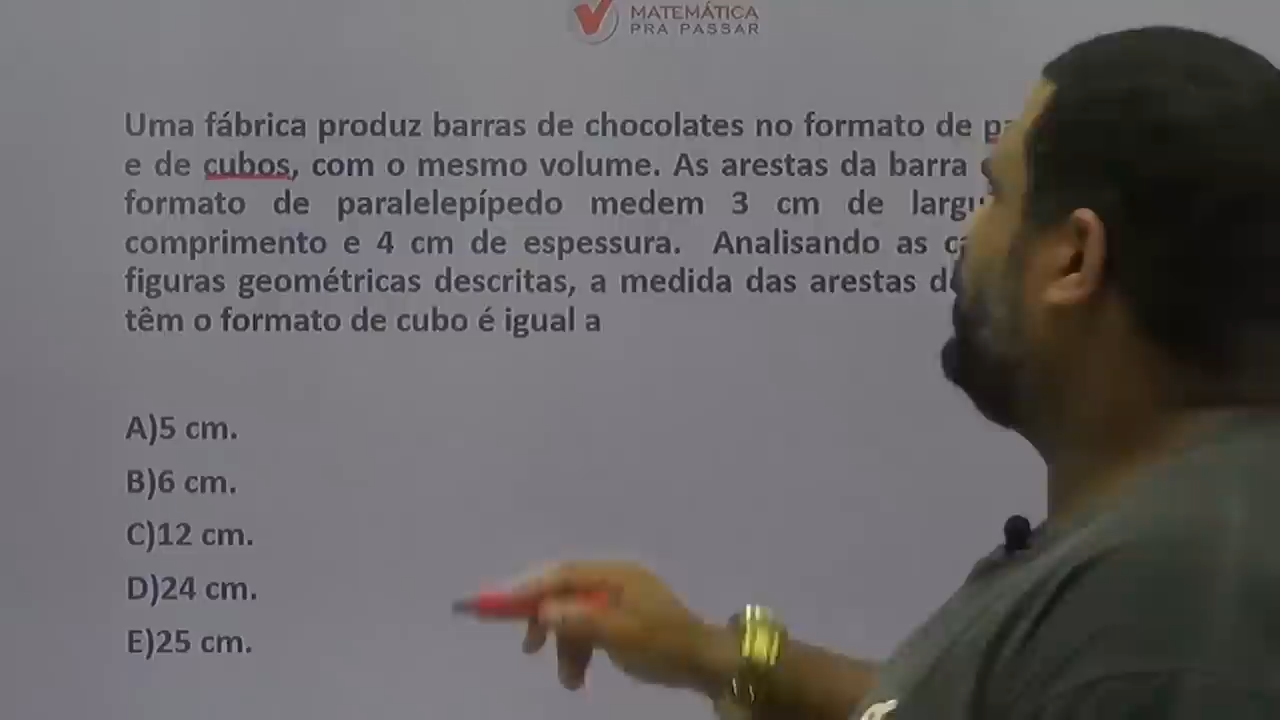 MATEMÁTICA
PRA PASSAR
Uma fábrica produz barras de chocolates no formato de
e de cubos, com o mesmo volume. As arestas da barra
formato de paralelepípedo medem 3 cm de
comprimento e 4 cm de espessura. Analisando as
figuras geométricas descritas, a medida das arestas
têm o formato de cubo é igual a
A)5 cm.
B)6 cm.
C)12 cm.
D)24 cm.
E)25 cm.